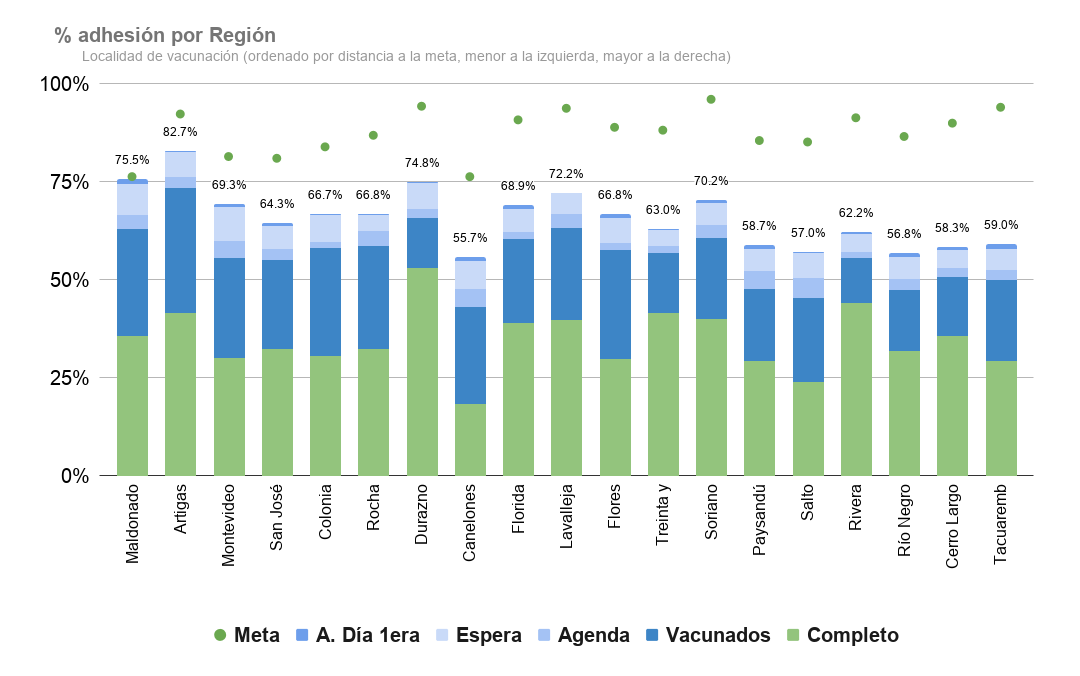 % adhesión por Región
Localidad de vacunación (ordenado por distancia a la meta, menor a la izquierda, mayor a la derecha)
100%
75%
50%
25%
0%
75.5%
82.7%
69.3%
64.3%
66.7%
66.8%
74.8%
55.7%
68.9%
72.2%
66.8%
63.0%
70.2%
58.7%
57.0%
62.2%
56.8%
58.3%
59.0%
Maldonado
Artigas
Montevideo
San José
Colonia
Rocha
Durazno
Canelones
Florida
Lavalleja
Flores
Treinta y
Soriano
Paysandú
Salto
Rivera
Río Negro
Cerro Largo
Tacuaremb
Meta A. Día 1era Espera Agenda Vacunados Completo